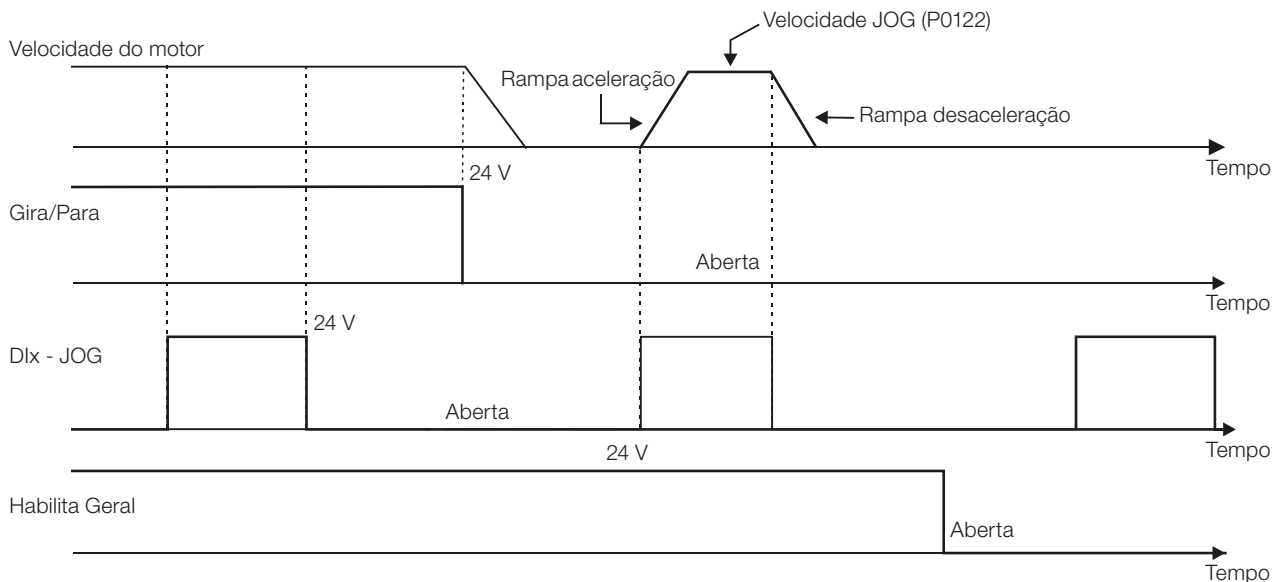 Velocidade JOG (P0122)
Velocidade do motor
Rampa aceleração
Rampa desaceleração
Tempo
24 V
Gira/Para
Aberta
Tempo
24 V
DIx - JOG
Aberta
Tempo
24 V
Habilita Geral
Aberta
Tempo